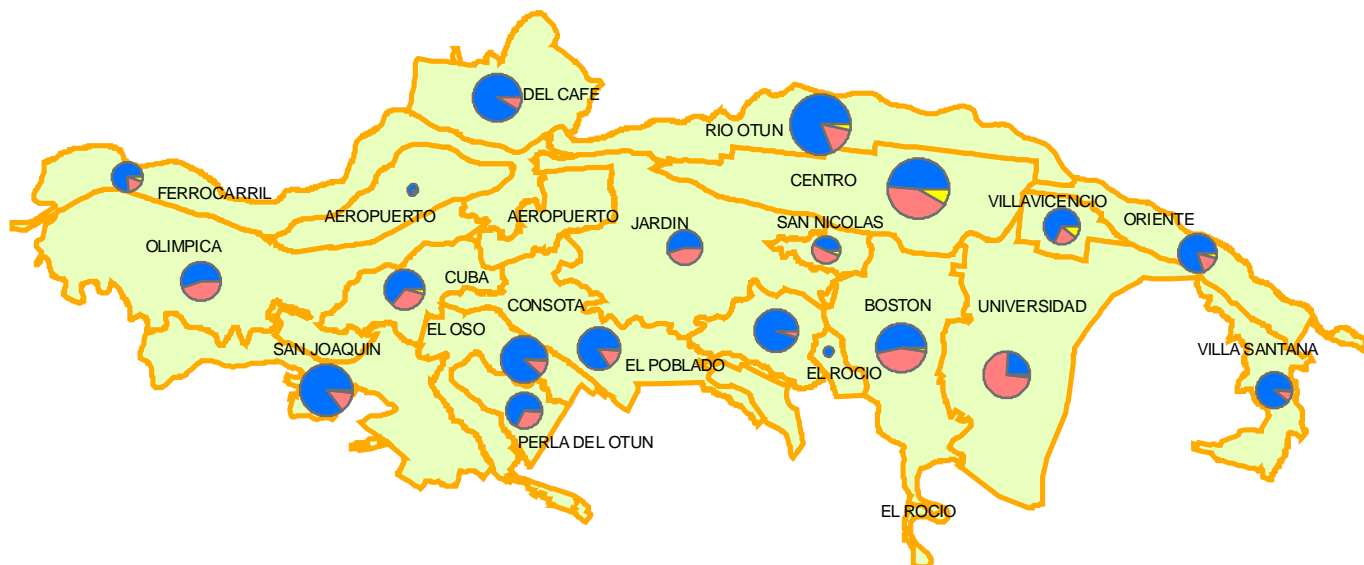 DEL CAFE
RIO OTUN
CENTRO
FERROCARRIL
AEROPUERTO
AEROPUERTO
JARDIN
SAN NICOLAS
VILLAVICENCIO
ORIENTE
OLIMPICA
CUBA
CONSOTA
BOSTON
UNIVERSIDAD
EL OSO
SAN JOAQUIN
EL POBLADO
EL ROCIO
VILLA SANTANA
PERLA DEL OTUN
EL ROCIO